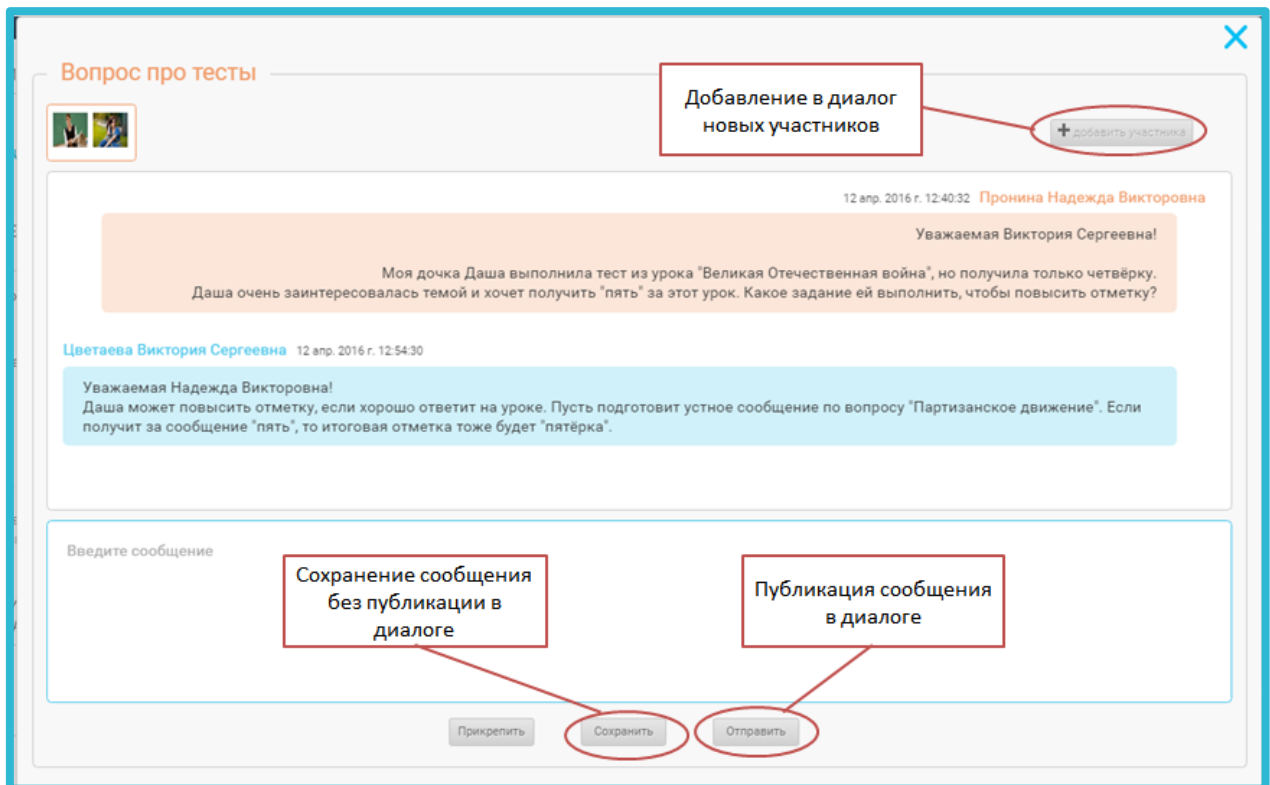 Вопрос про тесты
Добавление в диалог
новых участников
+ добавить участника
12 апр. 2016 г. 12:40:32 Пронина Надежда Викторовна
Уважаемая Виктория Сергеевна!
Моя дочка Даша выполнила тест из урока "Великая Отечественная война", но получила только четвёрку.
Даша очень заинтересовалась темой и хочет получить "пять" за этот урок. Какое задание ей выполнить, чтобы повысить отметку?
Цветаева Виктория Сергеевна 12 апр. 2016 г. 12:54:30
Уважаемая Надежда Викторовна!
Даша может повысить отметку, если хорошо ответит на уроке. Пусть подготовит устное сообщение по вопросу "Партизанское движение". Если
получит за сообщение "пять", то итоговая отметка тоже будет "пятёрка".
Введите сообщение
Сохранение сообщения
без публикации в
диалоге
Публикация сообщения
в диалоге
Прикрепить
Сохранить
Отправить